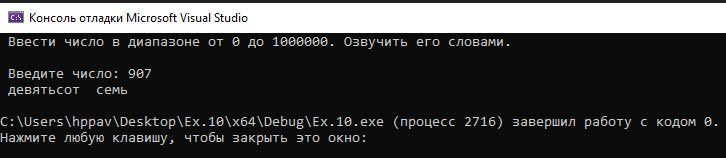 Консоль отладки Microsoft Visual Studio
Ввести число в диапазоне от 0 до 1000000. Озвучить его словами.
Введите число: 907
девятьсот  семь
C:\Users\hppav\Desktop\Ex.10\x64\Debug\Ex.10.exe (процесс 2716) завершил работу с кодом 0.
Нажмите любую клавишу, чтобы закрыть это окно: